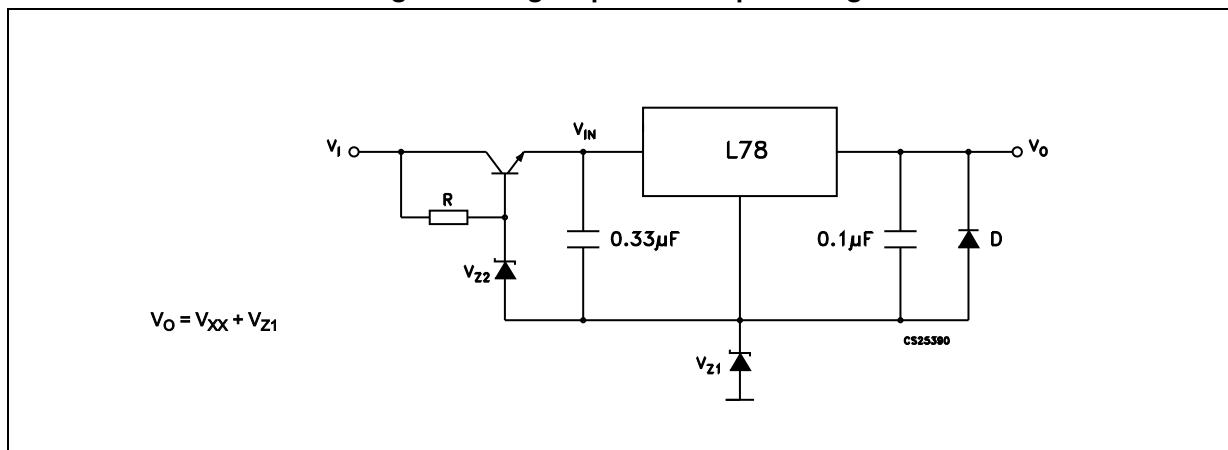 V_IN
V_I
L78
V_O
R
0.33µF
0.1µF
D
V_Z2
V_O = V_XX + V_Z1
CS25390
V_Z1